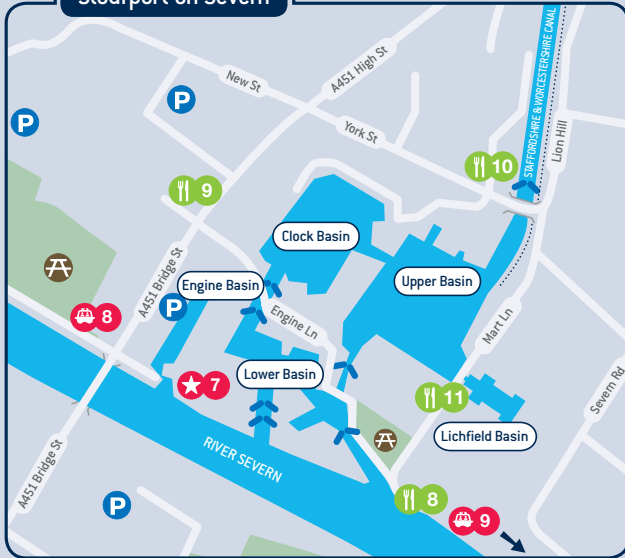 Stourport on Severn
STAFFORDSHIRE & WORCESTERSHIRE CANAL
A451 High St
New St
P
P
York St
Lion Hill
10
9
Clock Basin
A451 Bridge St
Engine Basin
Upper Basin
8
P
Engine Ln
Mart Ln
Lower Basin
7
Severn Rd
11
Lichfield Basin
RIVER SEVERN
A451 Bridge St
8
P
9